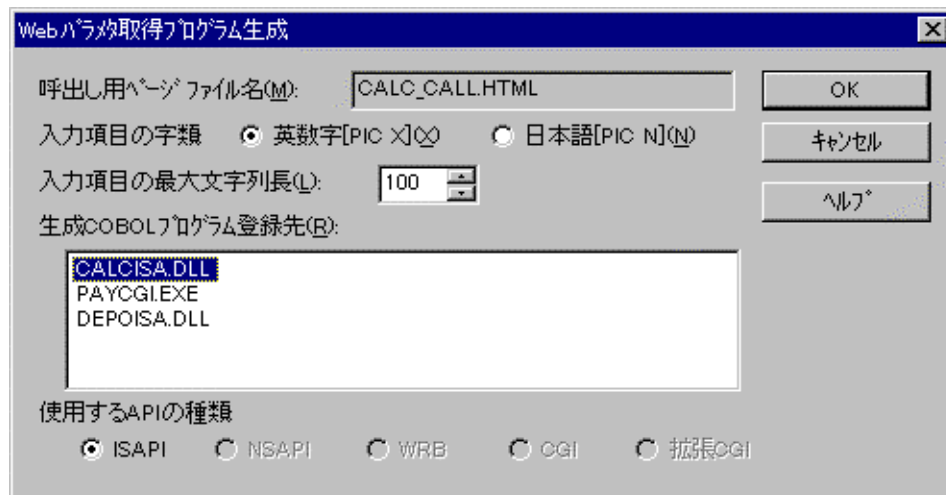 Webﾊﾟﾗﾒﾀ取得ﾌﾟﾛｸﾞﾗﾑ生成
呼出し用ﾍﾟｰｼﾞﾌｧｲﾙ名(M): CALC_CALL.HTML OK
入力項目の字類 英数字[PIC X](X) 日本語[PIC N](N) ｷｬﾝｾﾙ
入力項目の最大文字列長(L): 100 ﾍﾙﾌﾟ
生成COBOLﾌﾟﾛｸﾞﾗﾑ登録先(R):
CALCISA.DLL
PAYCGI.EXE
DEPOISA.DLL
使用するAPIの種類
ISAPI NSAPI WRB CGI 拡張CGI